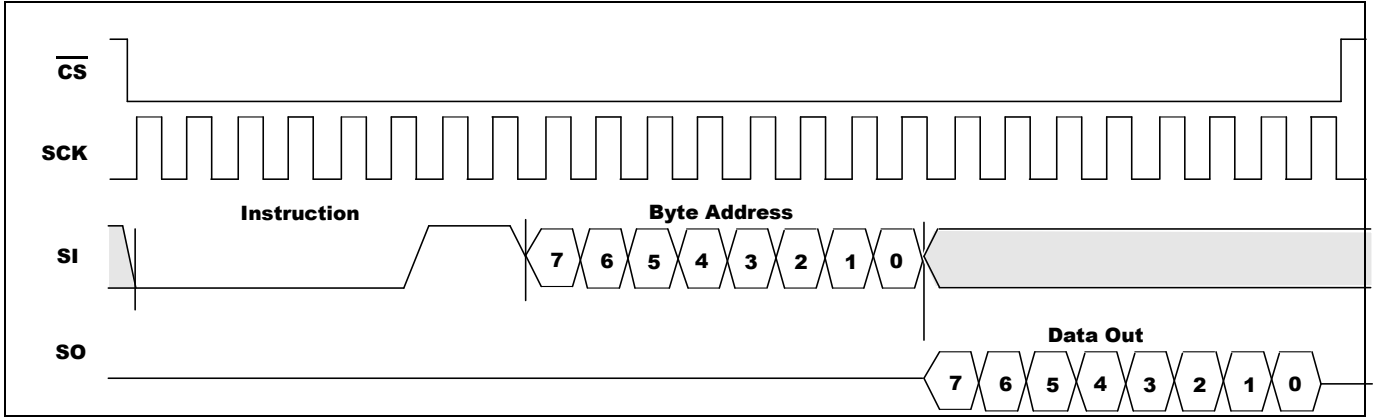 CS
SCK
Instruction
Byte Address
SI
7 6 5 4 3 2 1 0
Data Out
SO
7 6 5 4 3 2 1 0